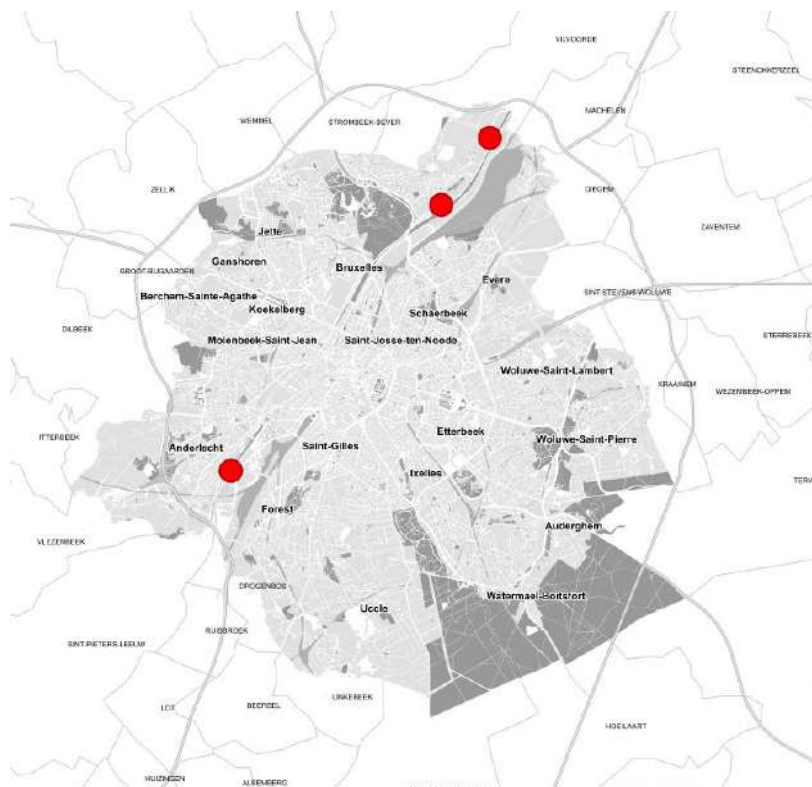 VILVOORDE
STEENOKKERZEEL
MACHELEN
WEMMEL
STROMBEEK-BEVER
ZELLIK
DIEGEM
Jette
ZAVENTEM
Ganshoren
GROOT-BIJGAARDEN
Bruxelles
Evere
Berchem-Sainte-Agathe
SINT-STEVENS-WOLUWE
Koekelberg
Schaerbeek
DILBEEK
Molenbeek-Saint-Jean
Saint-Josse-ten-Noode
STERREBEEK
Woluwe-Saint-Lambert
KRAAINEM
WEZEMBEEK-OPPEM
Etterbeek
ITTERBEEK
Woluwe-Saint-Pierre
Anderlecht
Saint-Gilles
Ixelles
TERV
Forest
Auderghem
VLEZENBEEK
DROGENBOS
Watermael-Boitsfort
Uccle
RUISBROEK
SINT-PIETERS-LEEUW
LINKEBEEK
LOT
BEERSEL
HOEILAART
HUIZINGEN
ALSEMBERG